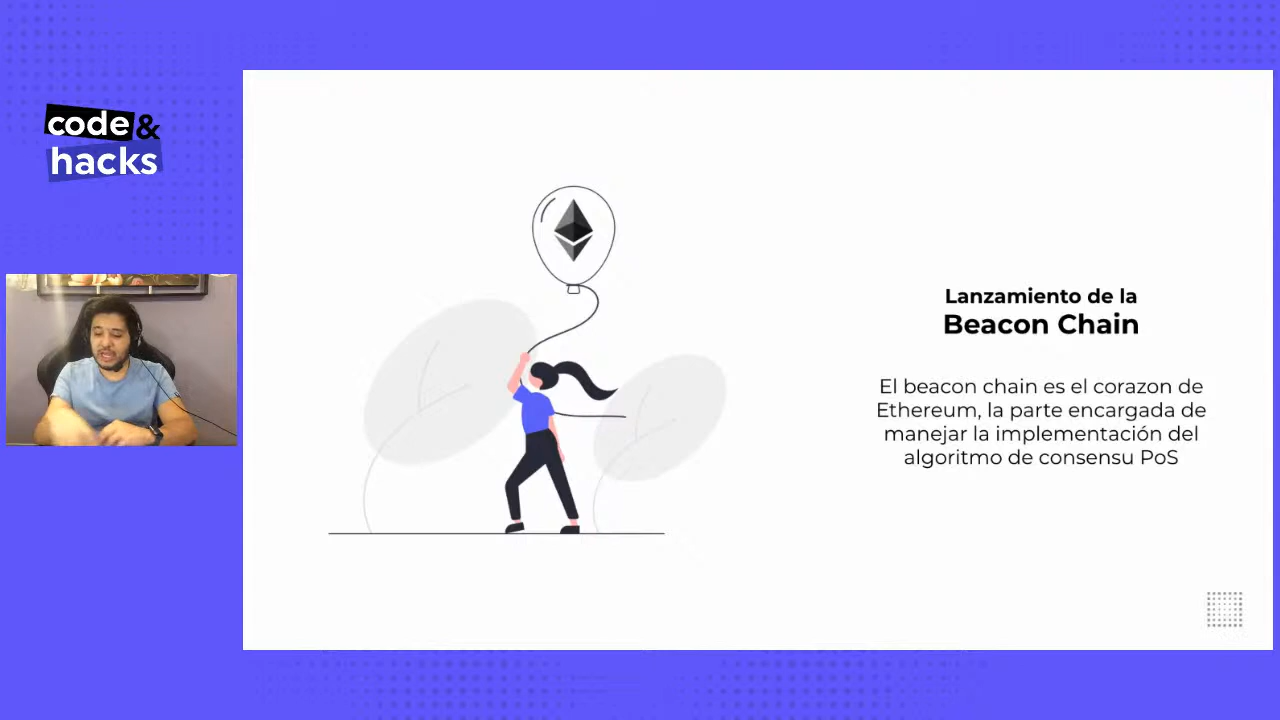 code&
hacks
Lanzamiento de la
Beacon Chain
El beacon chain es el corazon de
Ethereum, la parte encargada de
manejar la implementación del
algoritmo de consensu PoS